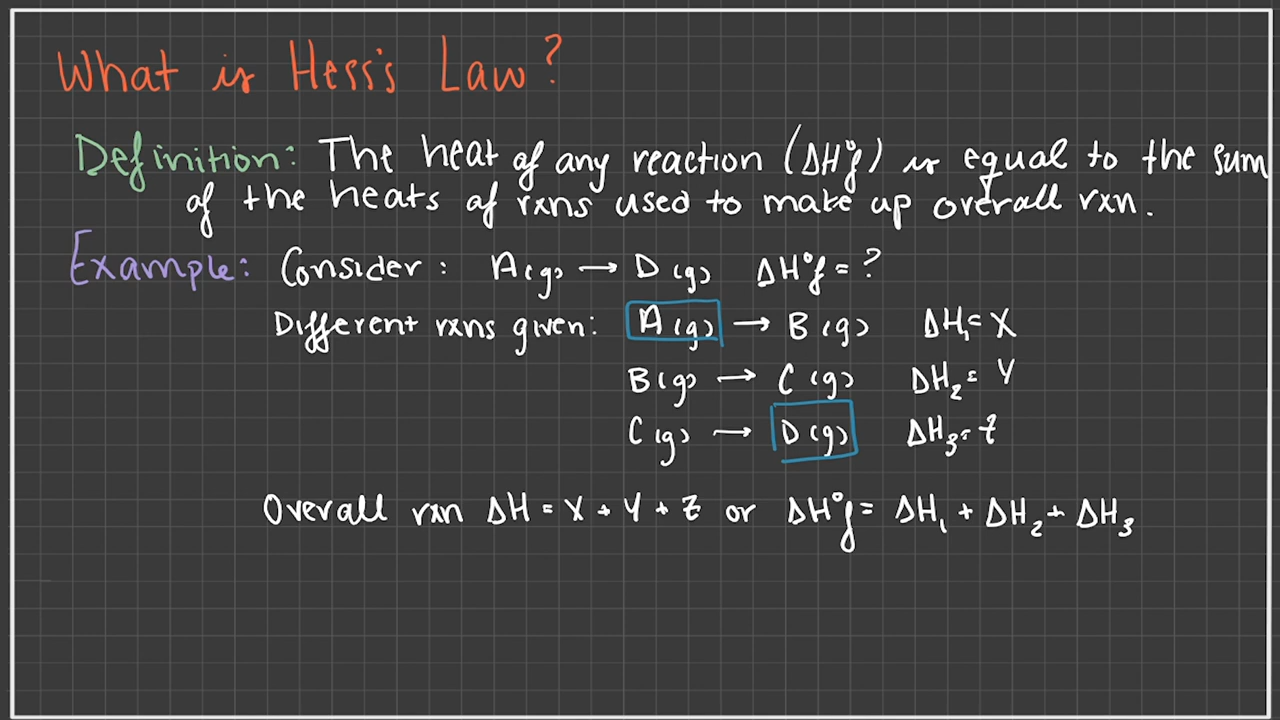 What is Hess's Law?
Definition: The heat of any reaction (ΔH°f) is equal to the sum
of the heats of rxns used to make up overall rxn.
Example: Consider: A(g) → D(g) ΔH°f = ?
Different rxns given: A(g) → B(g) ΔH₁ = X
B(g) → C(g) ΔH₂ = Y
C(g) → D(g) ΔH₃ = Z
Overall rxn ΔH = X + Y + Z or ΔH°f = ΔH₁ + ΔH₂ + ΔH₃